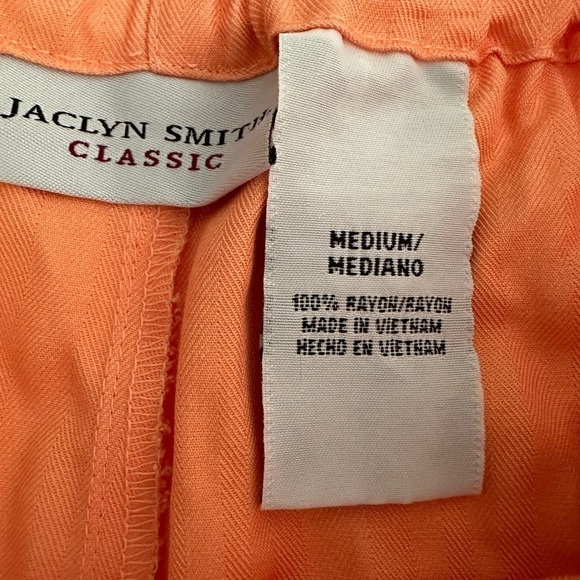 JACLYN SMITH
CLASSIC
MEDIUM/
MEDIANO
100% RAYON/RAYON
MADE IN VIETNAM
HECHO EN VIETNAM